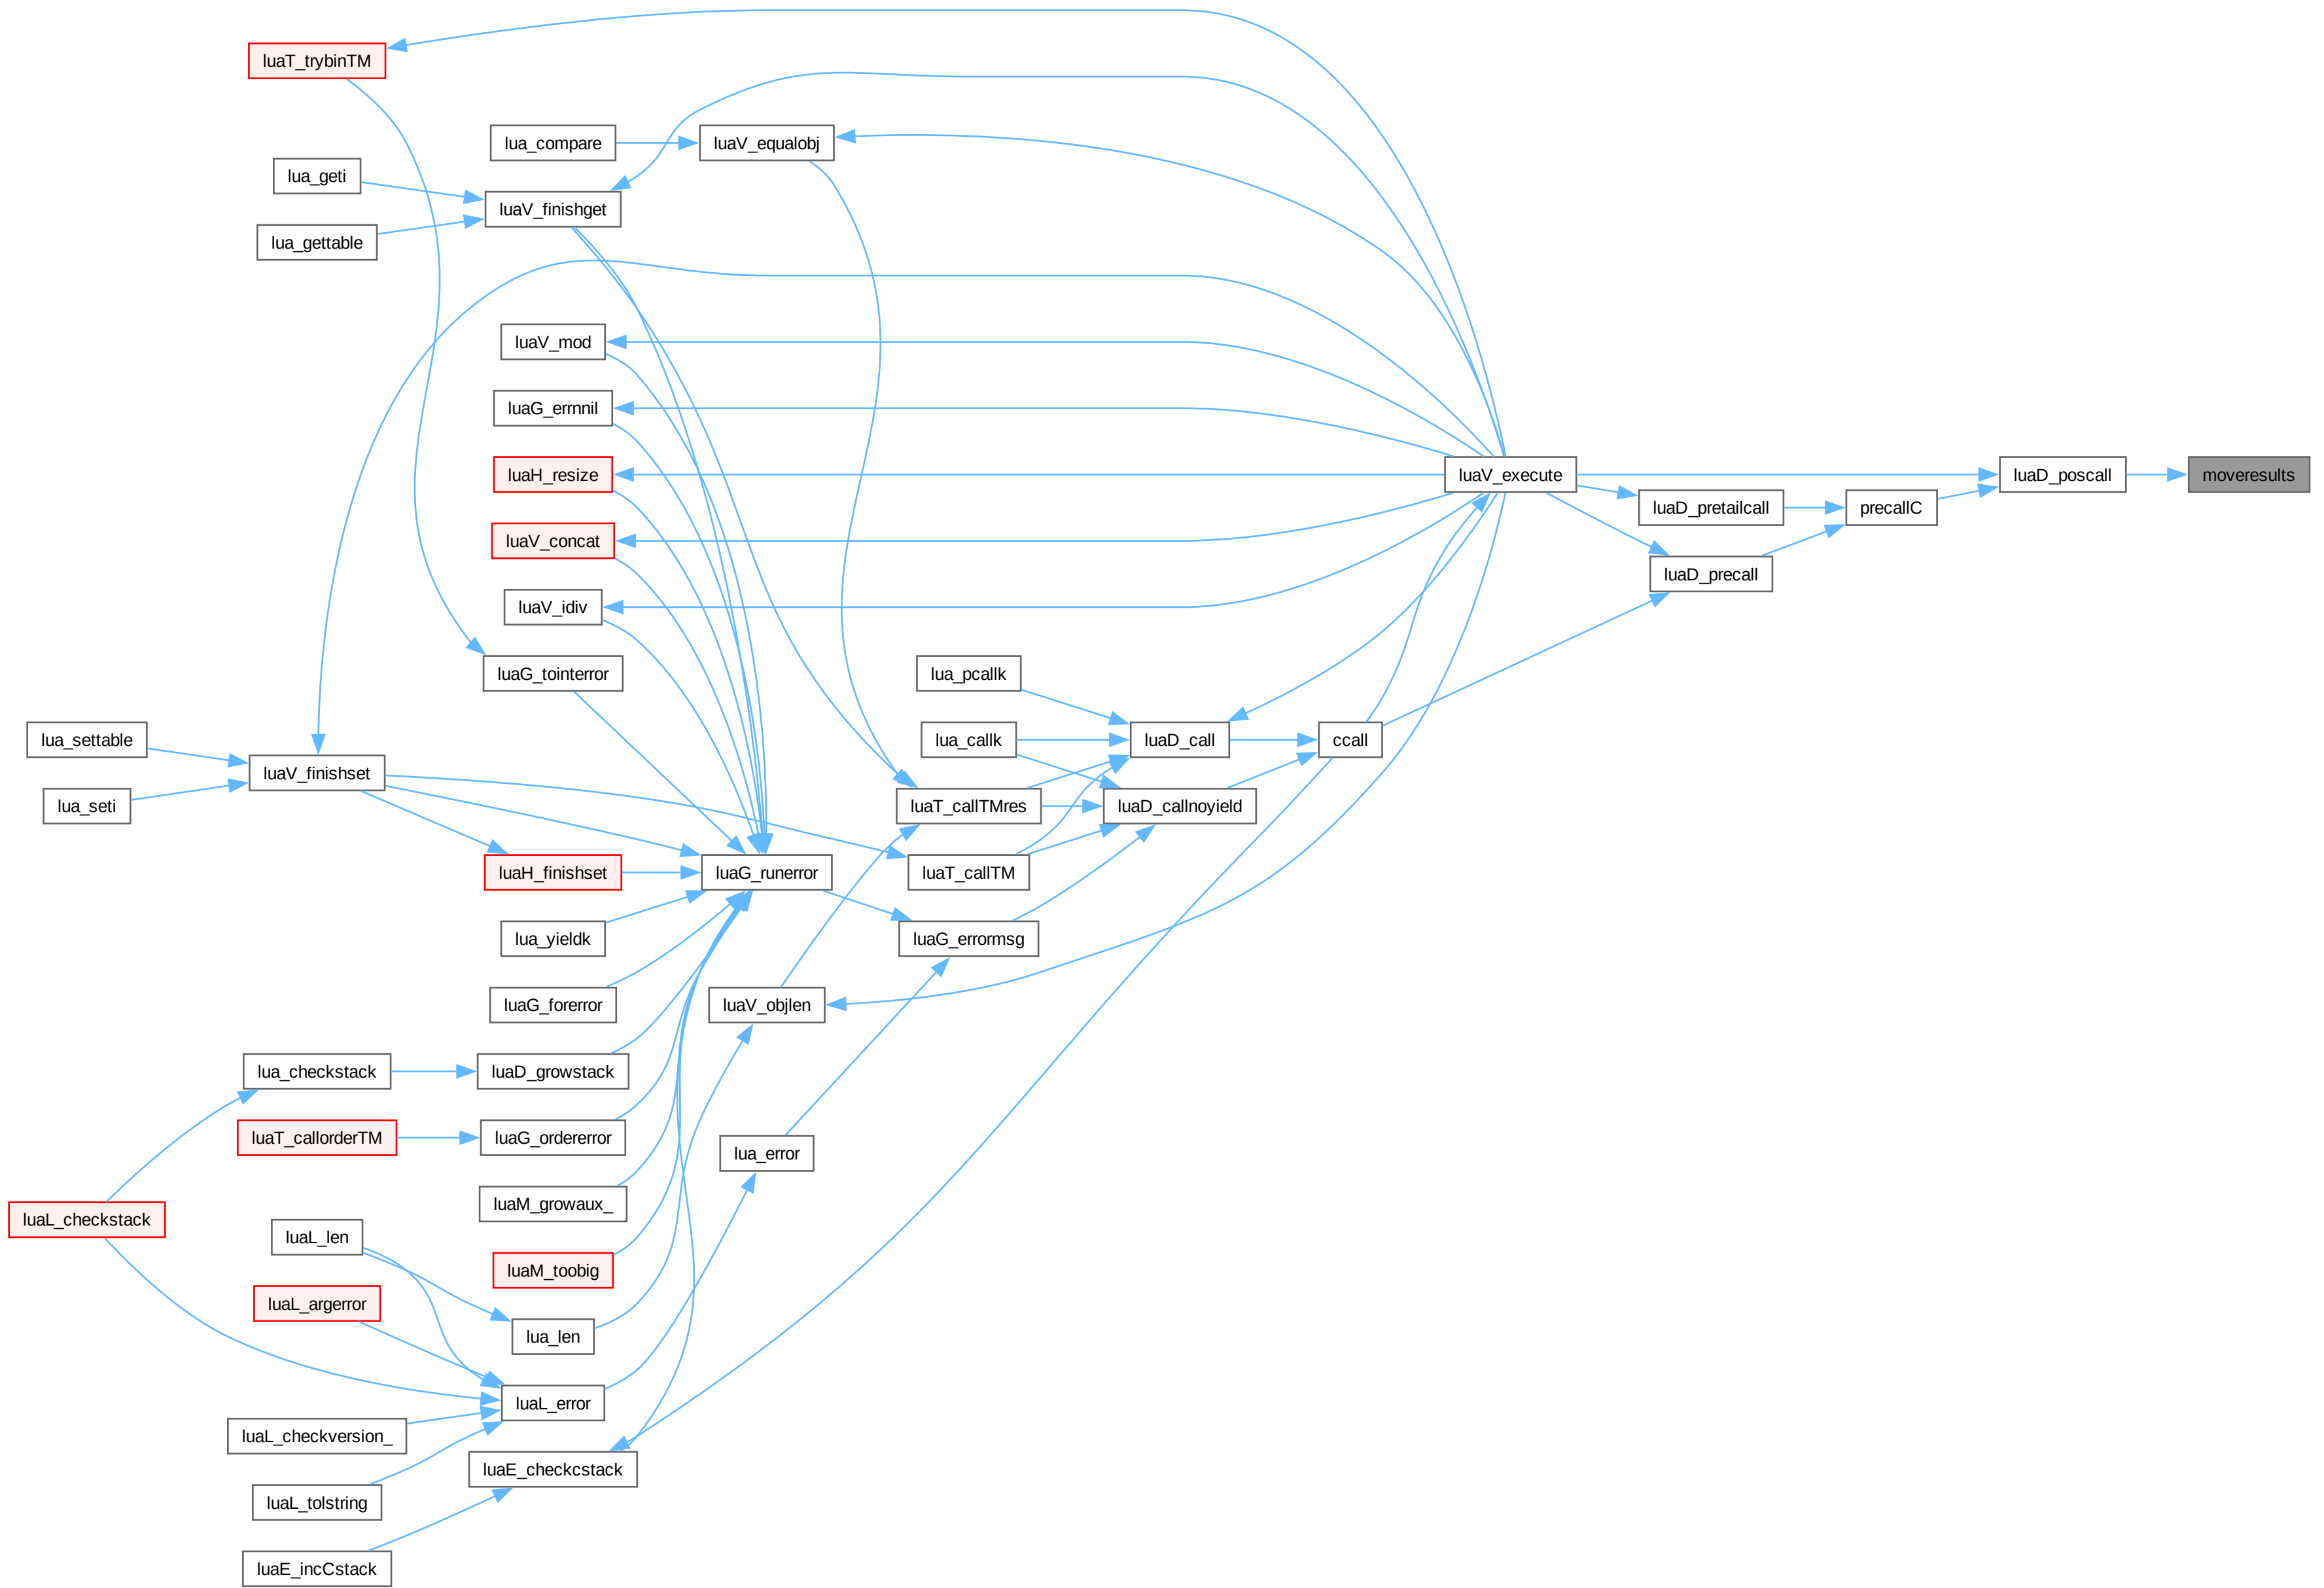 luaT_trybinTM
lua_compare
luaV_equalobj
lua_geti
luaV_finishget
lua_gettable
luaV_mod
luaG_errnnil
luaH_resize
luaV_execute
luaD_poscall
moveresults
luaD_pretailcall
precallC
luaV_concat
luaD_precall
luaV_idiv
luaG_tointerror
lua_pcallk
lua_settable
luaV_finishset
lua_callk
luaD_call
ccall
lua_seti
luaT_callTMres
luaD_callnoyield
luaH_finishset
luaG_runerror
luaT_callTM
lua_yieldk
luaG_errormsg
luaG_forerror
luaV_objlen
lua_checkstack
luaD_growstack
luaT_callorderTM
luaG_ordererror
lua_error
luaM_growaux_
luaL_checkstack
luaL_len
luaM_toobig
luaL_argerror
lua_len
luaL_error
luaL_checkversion_
luaE_checkcstack
luaL_tolstring
luaE_incCstack